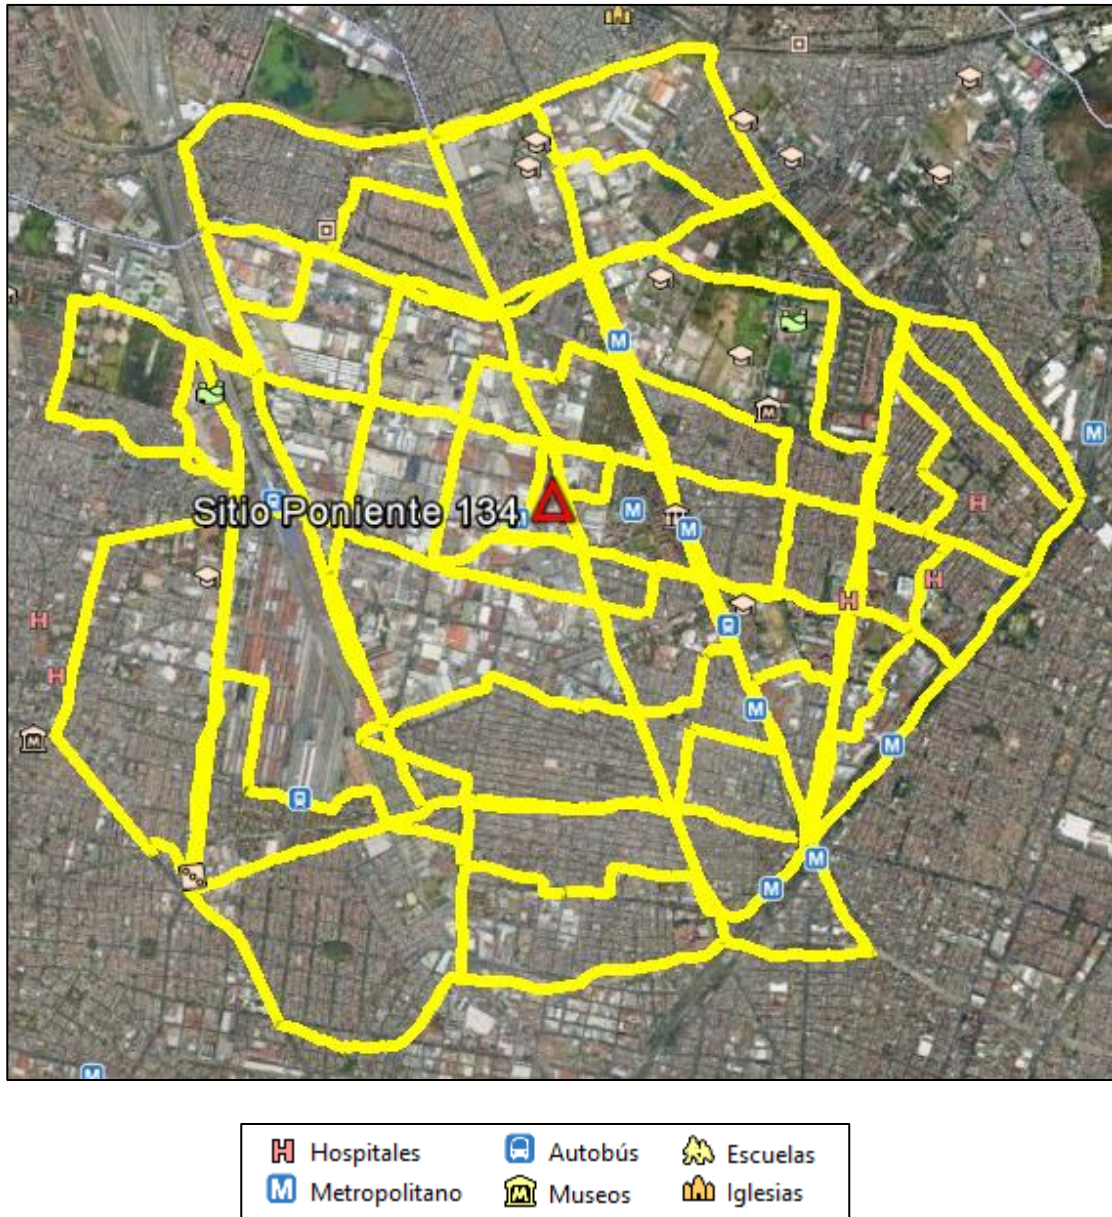 Sitio Poniente 134
Hospitales
Autobús
Escuelas
Metropolitano
Museos
Iglesias